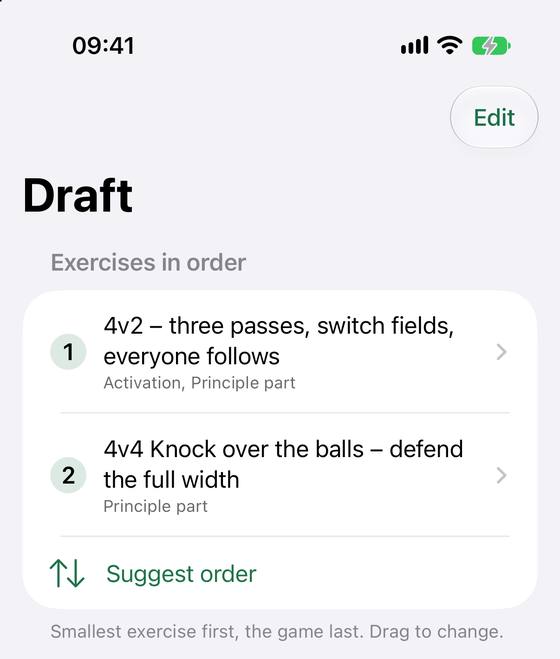 09:41
Edit
Draft
Exercises in order
1
4v2 – three passes, switch fields,
everyone follows
Activation, Principle part
2
4v4 Knock over the balls – defend
the full width
Principle part
Suggest order
Smallest exercise first, the game last. Drag to change.